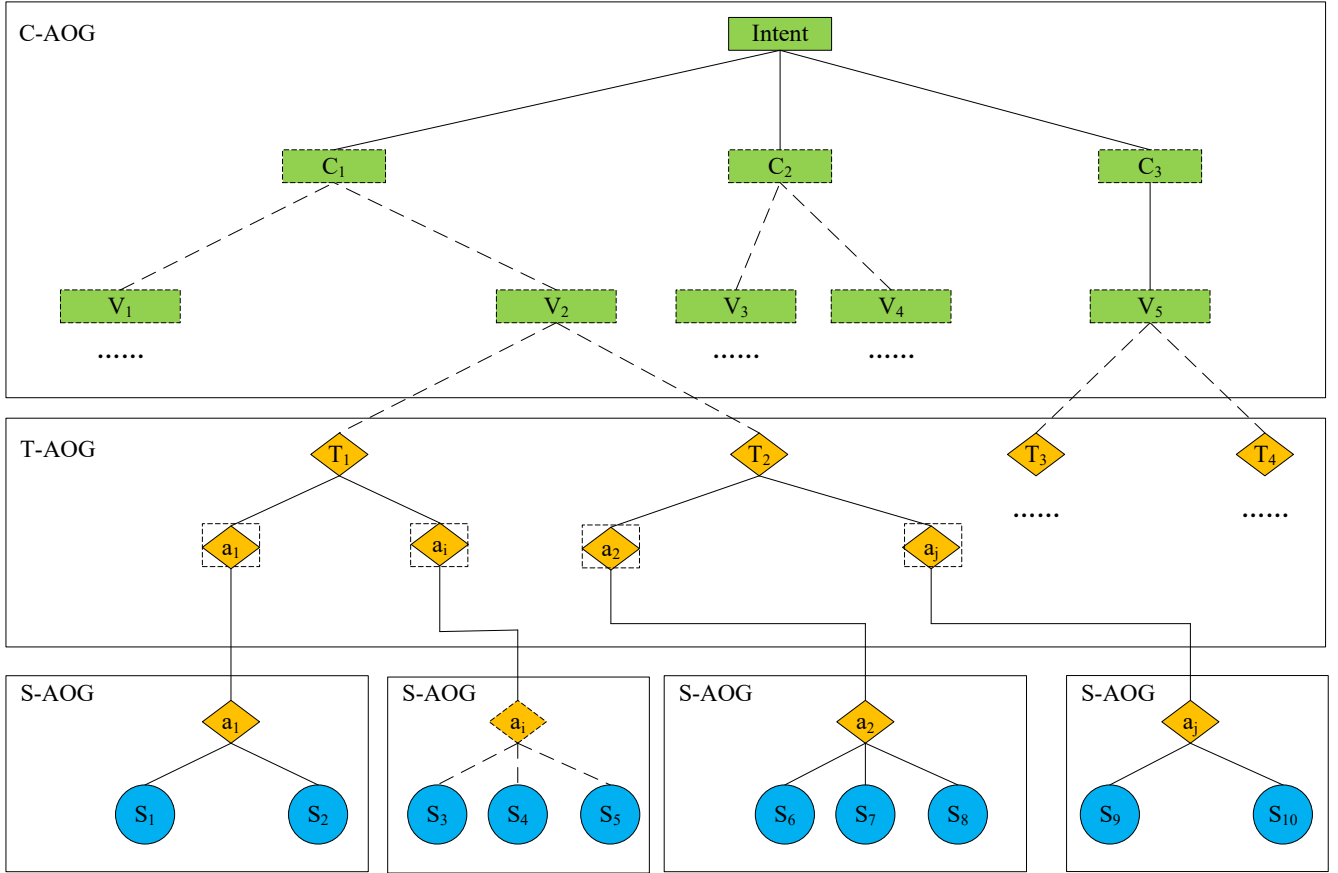 C-AOG
Intent
C₁ C₂ C₃
V₁ V₂ V₃ V₄ V₅
...... ...... ......
T-AOG
T₁ T₂ T₃ T₄
...... ......
a₁ aᵢ a₂ aⱼ
S-AOG S-AOG S-AOG S-AOG
a₁ aᵢ a₂ aⱼ
S₁ S₂ S₃ S₄ S₅ S₆ S₇ S₈ S₉ S₁₀